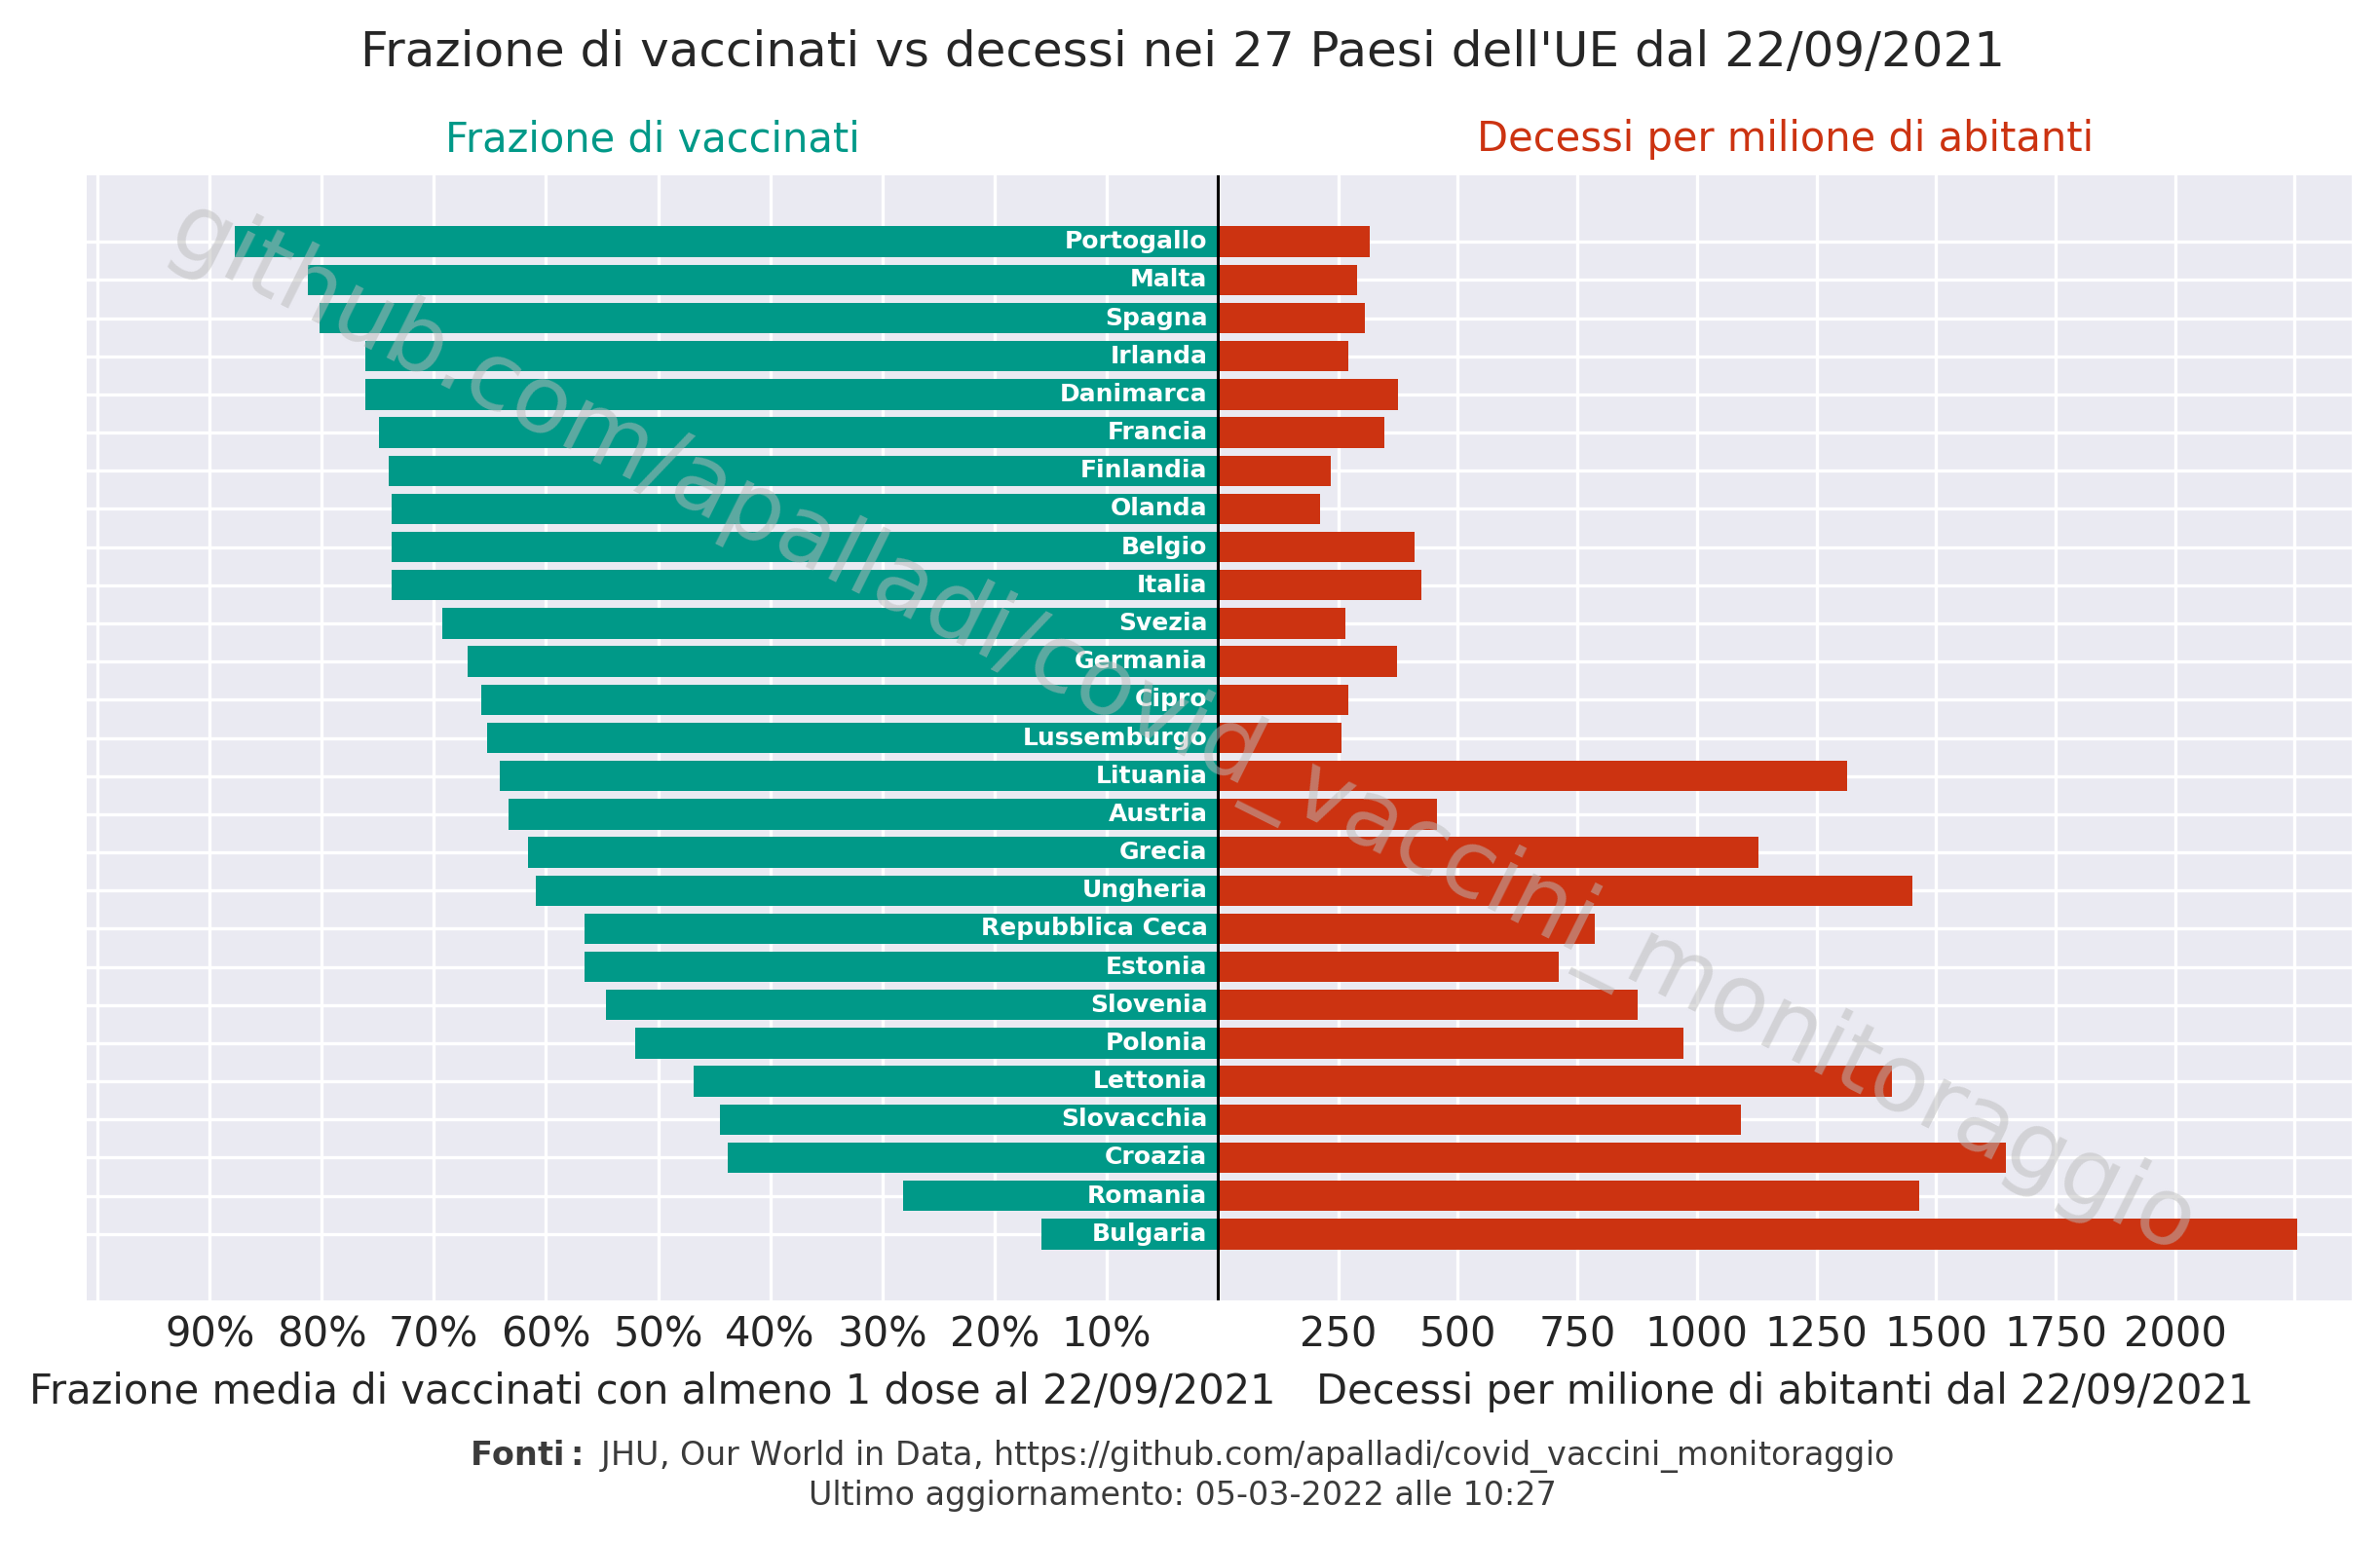 Frazione di vaccinati vs decessi nei 27 Paesi dell'UE dal 22/09/2021
Frazione di vaccinati
Decessi per milione di abitanti
Portogallo
Malta
Spagna
Irlanda
Danimarca
Francia
Finlandia
Olanda
Belgio
Italia
Svezia
Germania
Cipro
Lussemburgo
Lituania
Austria
Grecia
Ungheria
Repubblica Ceca
Estonia
Slovenia
Polonia
Lettonia
Slovacchia
Croazia
Romania
Bulgaria
github.com/apalladi/covid_vaccini_monitoraggio
90% 80% 70% 60% 50% 40% 30% 20% 10%
250 500 750 1000 1250 1500 1750 2000
Frazione media di vaccinati con almeno 1 dose al 22/09/2021
Decessi per milione di abitanti dal 22/09/2021
Fonti: JHU, Our World in Data, https://github.com/apalladi/covid_vaccini_monitoraggio
Ultimo aggiornamento: 05-03-2022 alle 10:27